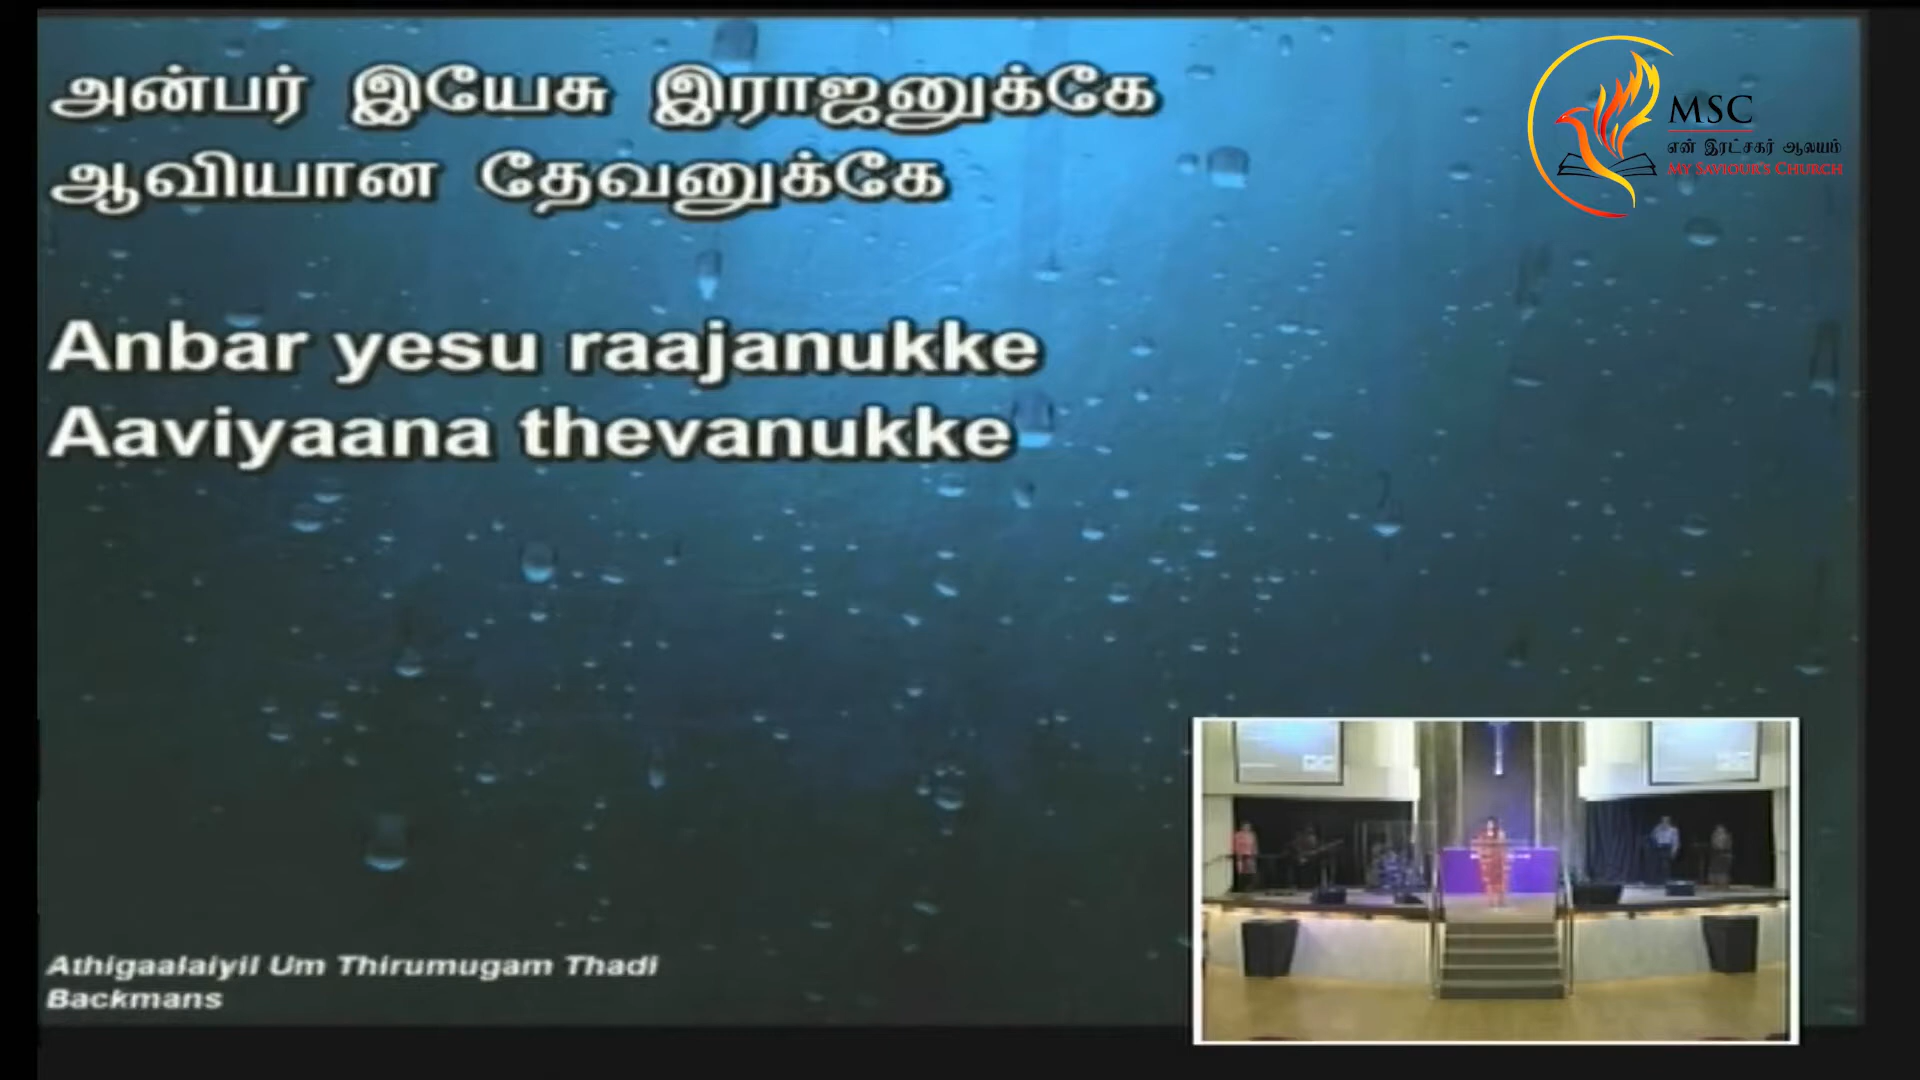 அன்பர் இயேசு இராஜனுக்கே
ஆவியான தேவனுக்கே
Anbar yesu raajanukke
Aaviyaana thevanukke
MSC
என் இரட்சகர் ஆலயம்
MY SAVIOUR'S CHURCH
Athigaalaiyil Um Thirumugam Thadi
Backmans